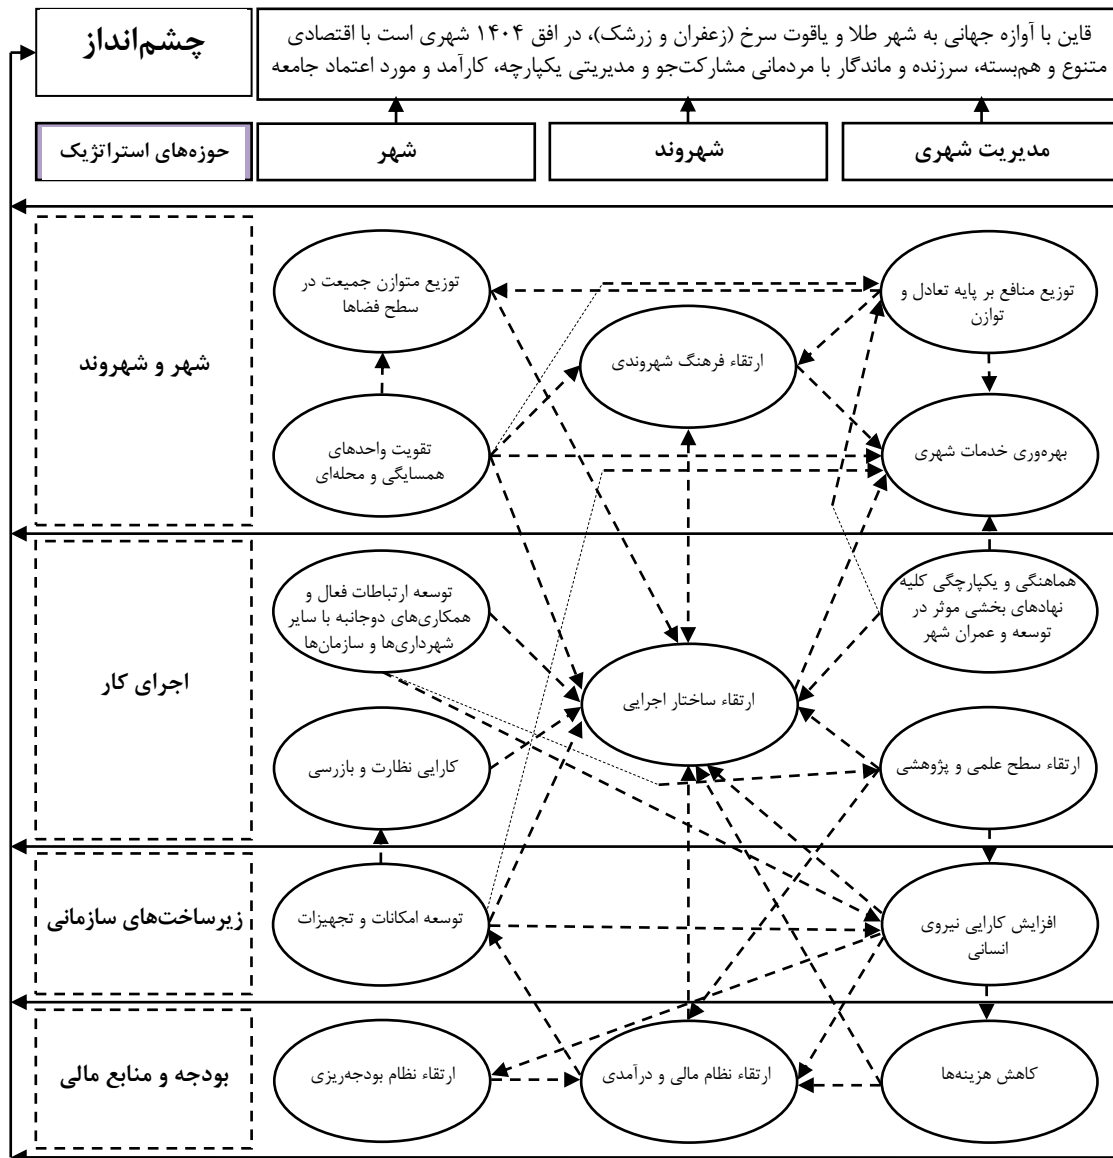 چشم‌انداز
قاین با آوازه جهانی به شهر طلا و یاقوت سرخ (زعفران و زرشک)، در افق ۱۴۰۴ شهری است با اقتصادی
متنوع و هم‌بسته، سرزنده و ماندگار با مردمانی مشارکت‌جو و مدیریتی یکپارچه، کارآمد و مورد اعتماد جامعه
حوزه‌های استراتژیک
شهر
شهروند
مدیریت شهری
شهر و شهروند
توزیع متوازن جمیعت در
سطح فضاها
توزیع منافع بر پایه تعادل و
توازن
ارتقاء فرهنگ شهروندی
تقویت واحدهای
همسایگی و محله‌ای
بهره‌وری خدمات شهری
اجرای کار
توسعه ارتباطات فعال و
همکاری‌های دوجانبه با سایر
شهرداری‌ها و سازمان‌ها
هماهنگی و یکپارچگی کلیه
نهادهای بخشی موثر در
توسعه و عمران شهر
ارتقاء ساختار اجرایی
کارایی نظارت و بازرسی
ارتقاء سطح علمی و پژوهشی
زیرساخت‌های سازمانی
توسعه امکانات و تجهیزات
افزایش کارایی نیروی
انسانی
بودجه و منابع مالی
ارتقاء نظام بودجه‌ریزی
ارتقاء نظام مالی و درآمدی
کاهش هزینه‌ها